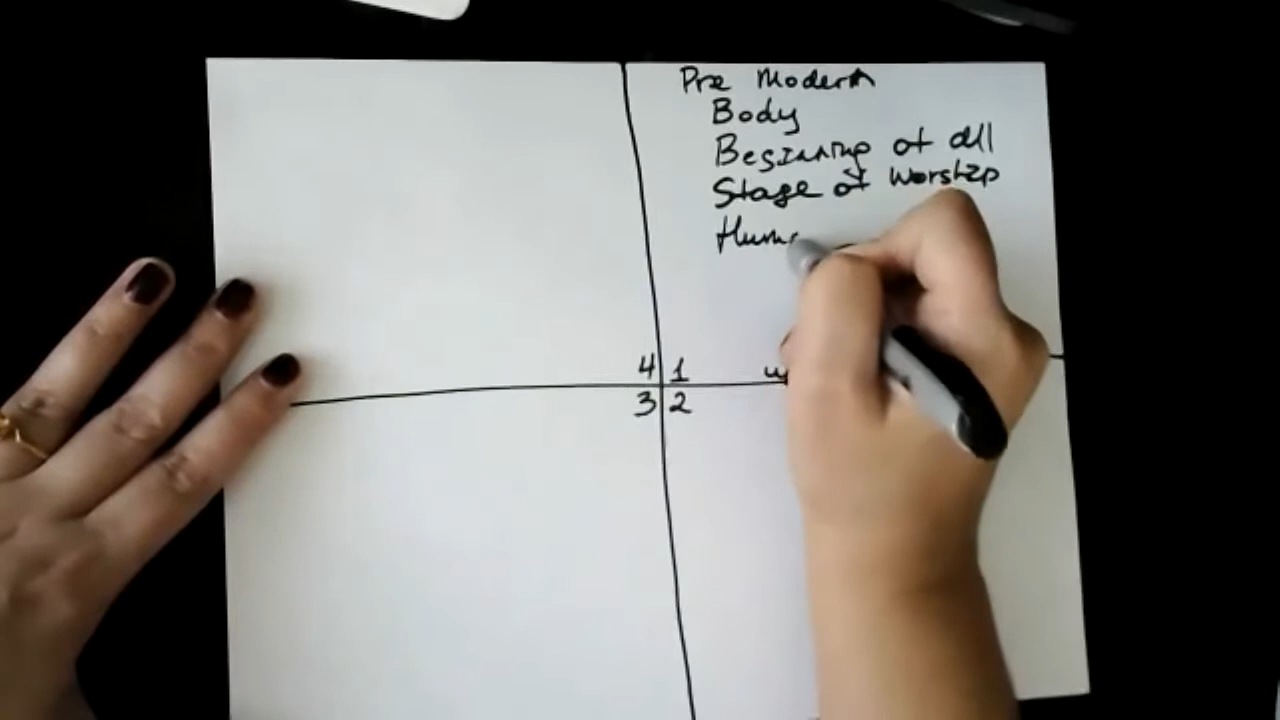 Pre Modern
Body
Beginning of all
Stage of Worship
4 1
3 2